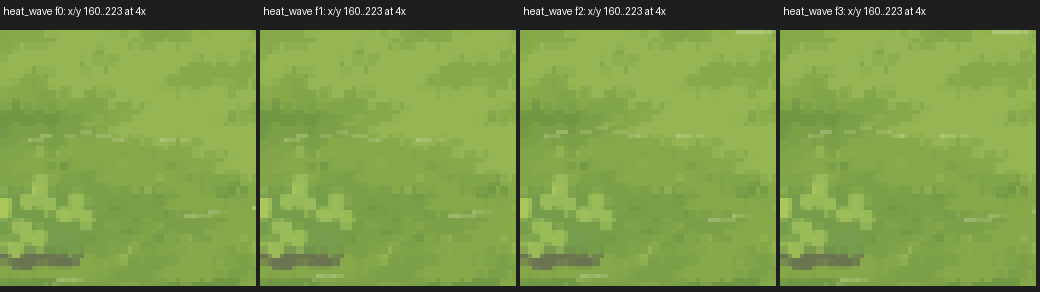 heat_wave f0: x/y 160..223 at 4x
heat_wave f1: x/y 160..223 at 4x
heat_wave f2: x/y 160..223 at 4x
heat_wave f3: x/y 160..223 at 4x